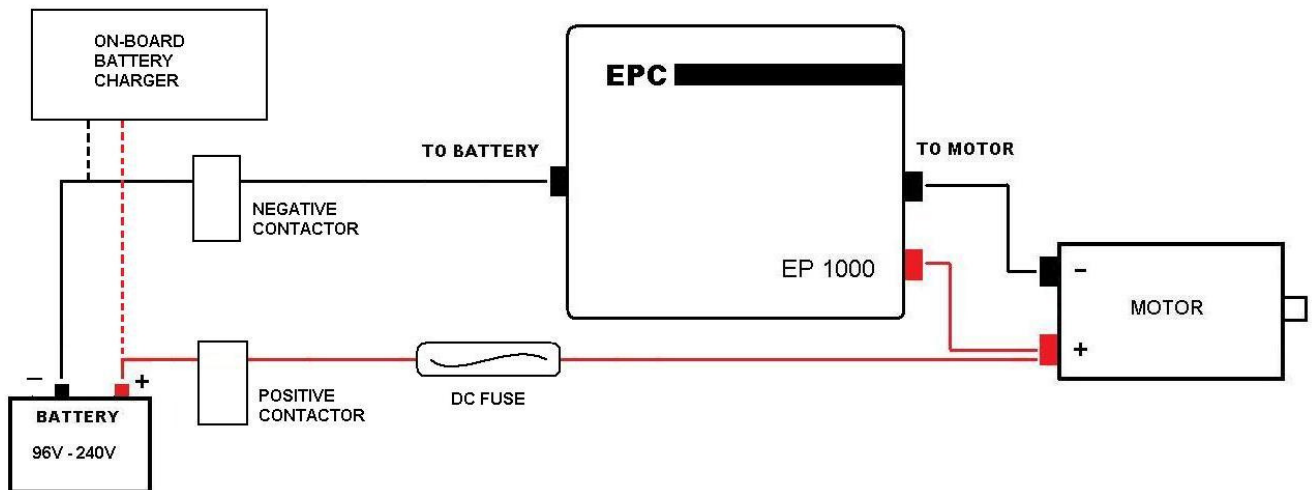 ON-BOARD
BATTERY
CHARGER
EPC
TO BATTERY
TO MOTOR
NEGATIVE
CONTACTOR
EP 1000
-
MOTOR
+
-
+
BATTERY
96V - 240V
POSITIVE
CONTACTOR
DC FUSE